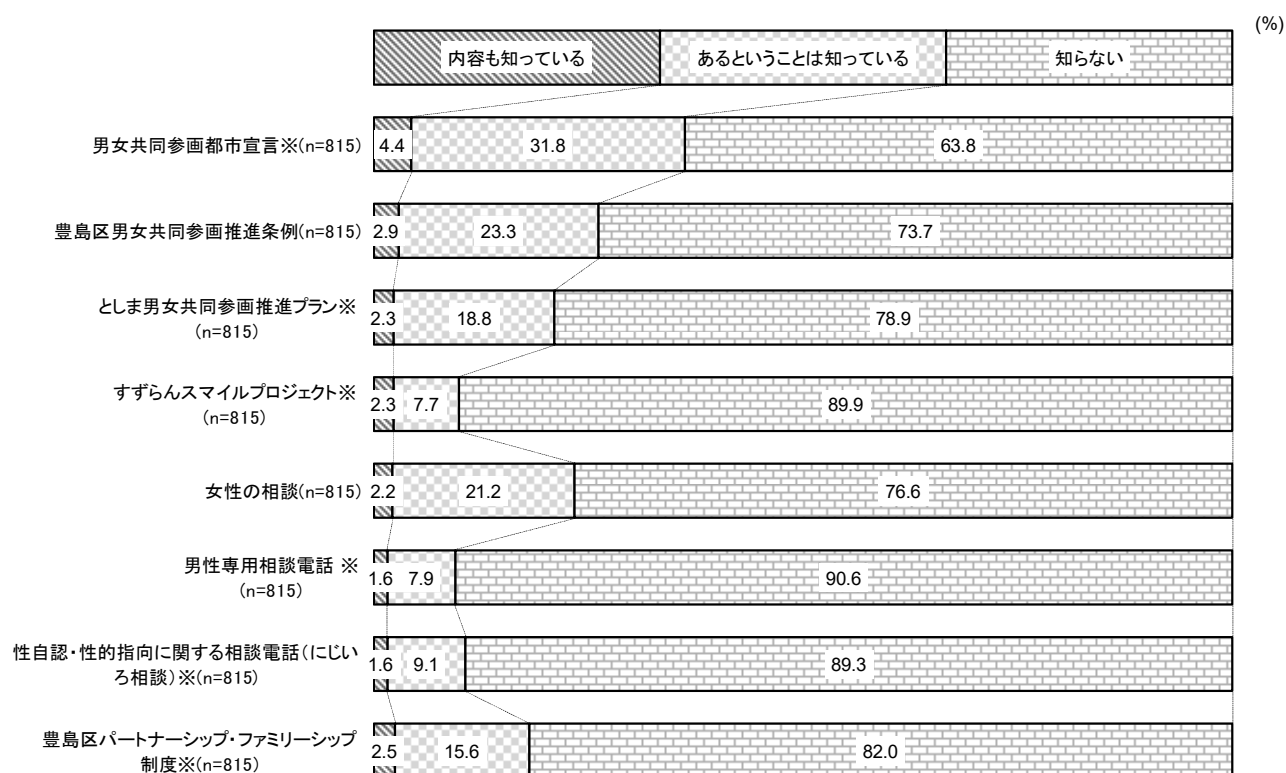 (%)
内容も知っている あるということは知っている 知らない
男女共同参画都市宣言※(n=815) 4.4 31.8 63.8
豊島区男女共同参画推進条例(n=815) 2.9 23.3 73.7
としま男女共同参画推進プラン※
(n=815)
2.3 18.8 78.9
すずらんスマイルプロジェクト※
(n=815)
2.3 7.7 89.9
女性の相談(n=815) 2.2 21.2 76.6
男性専用相談電話 ※
(n=815)
1.6 7.9 90.6
性自認・性的指向に関する相談電話(にじい
ろ相談)※(n=815)
1.6 9.1 89.3
豊島区パートナーシップ・ファミリーシップ
制度※(n=815)
2.5 15.6 82.0